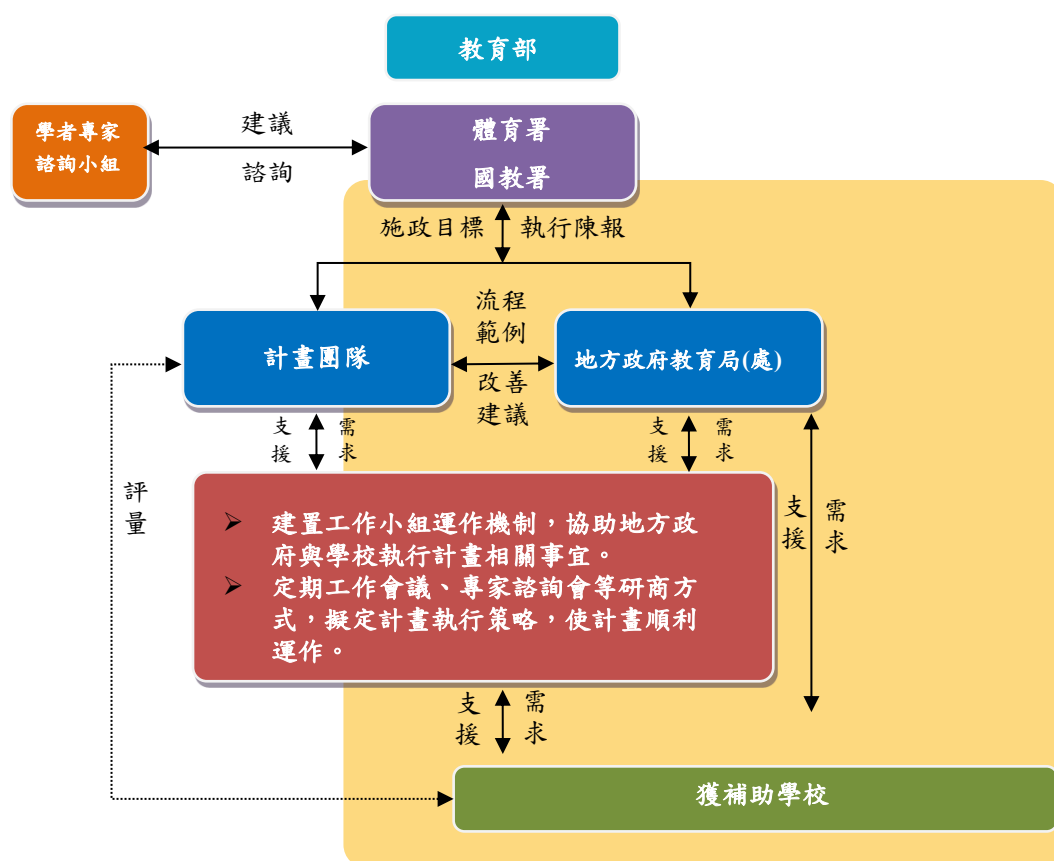 教育部
學者專家
諮詢小組
建議
諮詢
體育署
國教署
施政目標
執行陳報
計畫團隊
流程
範例
改善
建議
地方政府教育局(處)
支援
需求
支援
需求
評量
➢ 建置工作小組運作機制，協助地方政
府與學校執行計畫相關事宜。
➢ 定期工作會議、專家諮詢會等研商方
式，擬定計畫執行策略，使計畫順利
運作。
支援
需求
支援
需求
獲補助學校